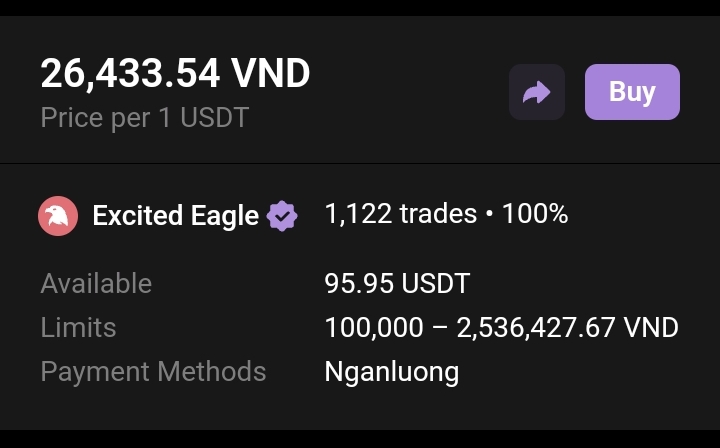 26,433.54 VND
Price per 1 USDT
Buy
Excited Eagle 1,122 trades • 100%
Available 95.95 USDT
Limits 100,000 – 2,536,427.67 VND
Payment Methods Nganluong